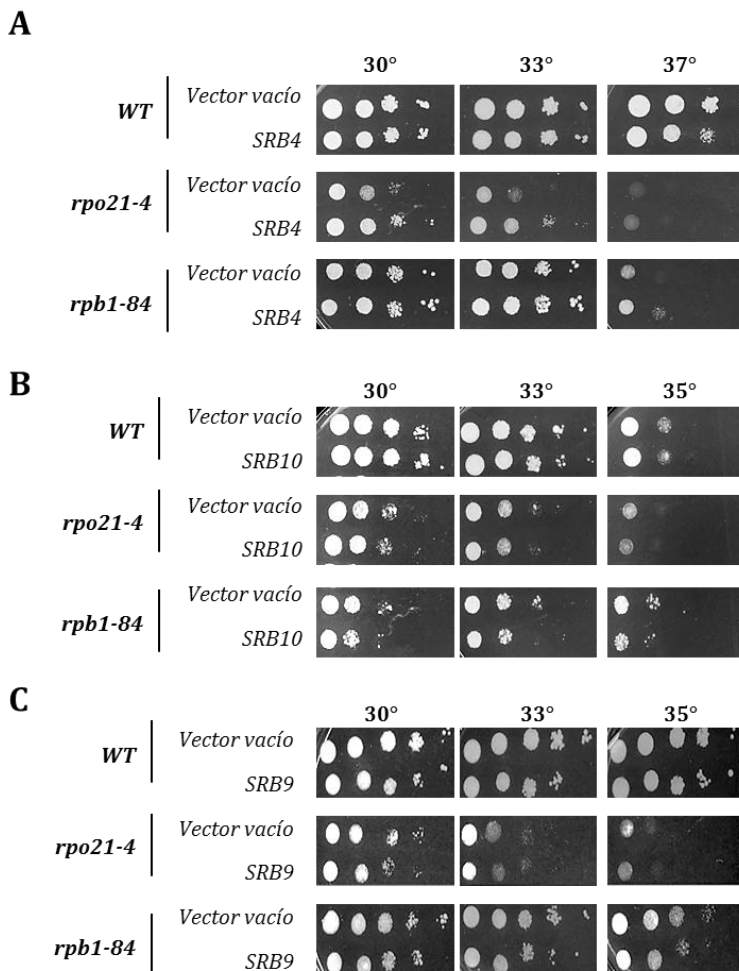 A
30° 33° 37°
WT Vector vacío
SRB4
rpo21-4 Vector vacío
SRB4
rpb1-84 Vector vacío
SRB4
B
30° 33° 35°
WT Vector vacío
SRB10
rpo21-4 Vector vacío
SRB10
rpb1-84 Vector vacío
SRB10
C
30° 33° 35°
WT Vector vacío
SRB9
rpo21-4 Vector vacío
SRB9
rpb1-84 Vector vacío
SRB9